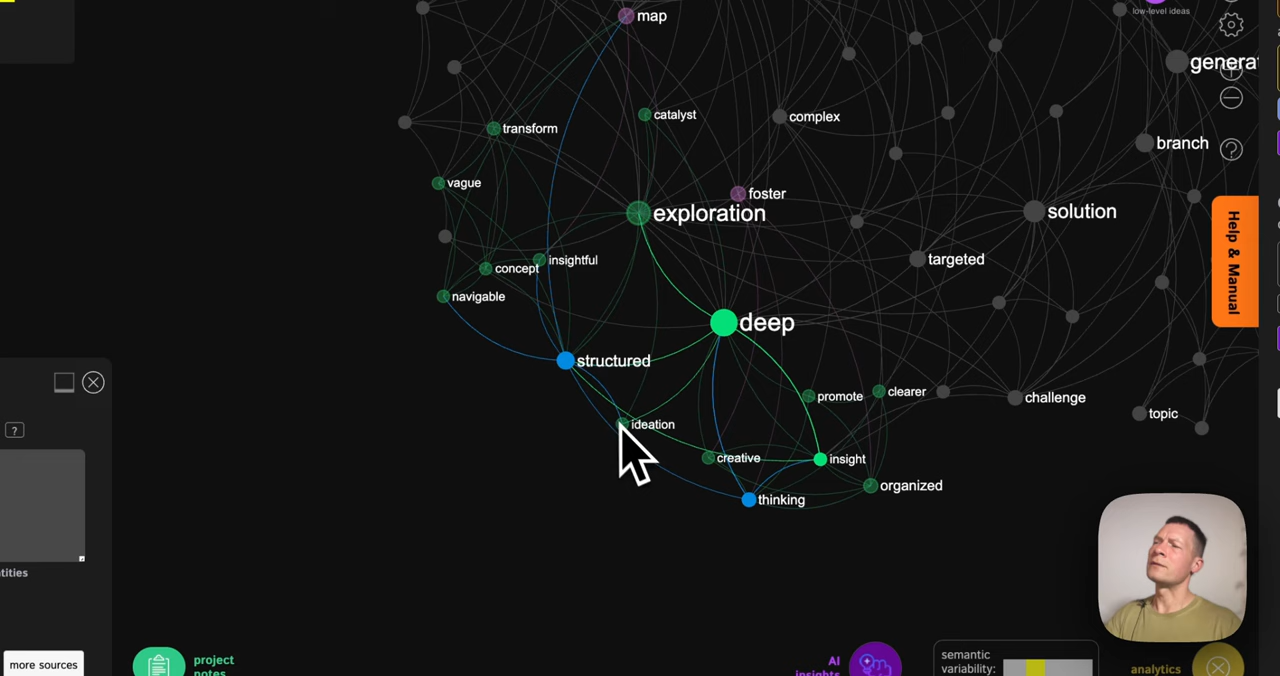 map
low-level ideas
catalyst
complex
transform
branch
vague
foster
exploration
solution
insightful
targeted
concept
navigable
Help & Manual
deep
structured
promote
clearer
challenge
topic
ideation
creative
insight
?
thinking
organized
more sources
project
notes
AI
insights
semantic
variability:
analytics